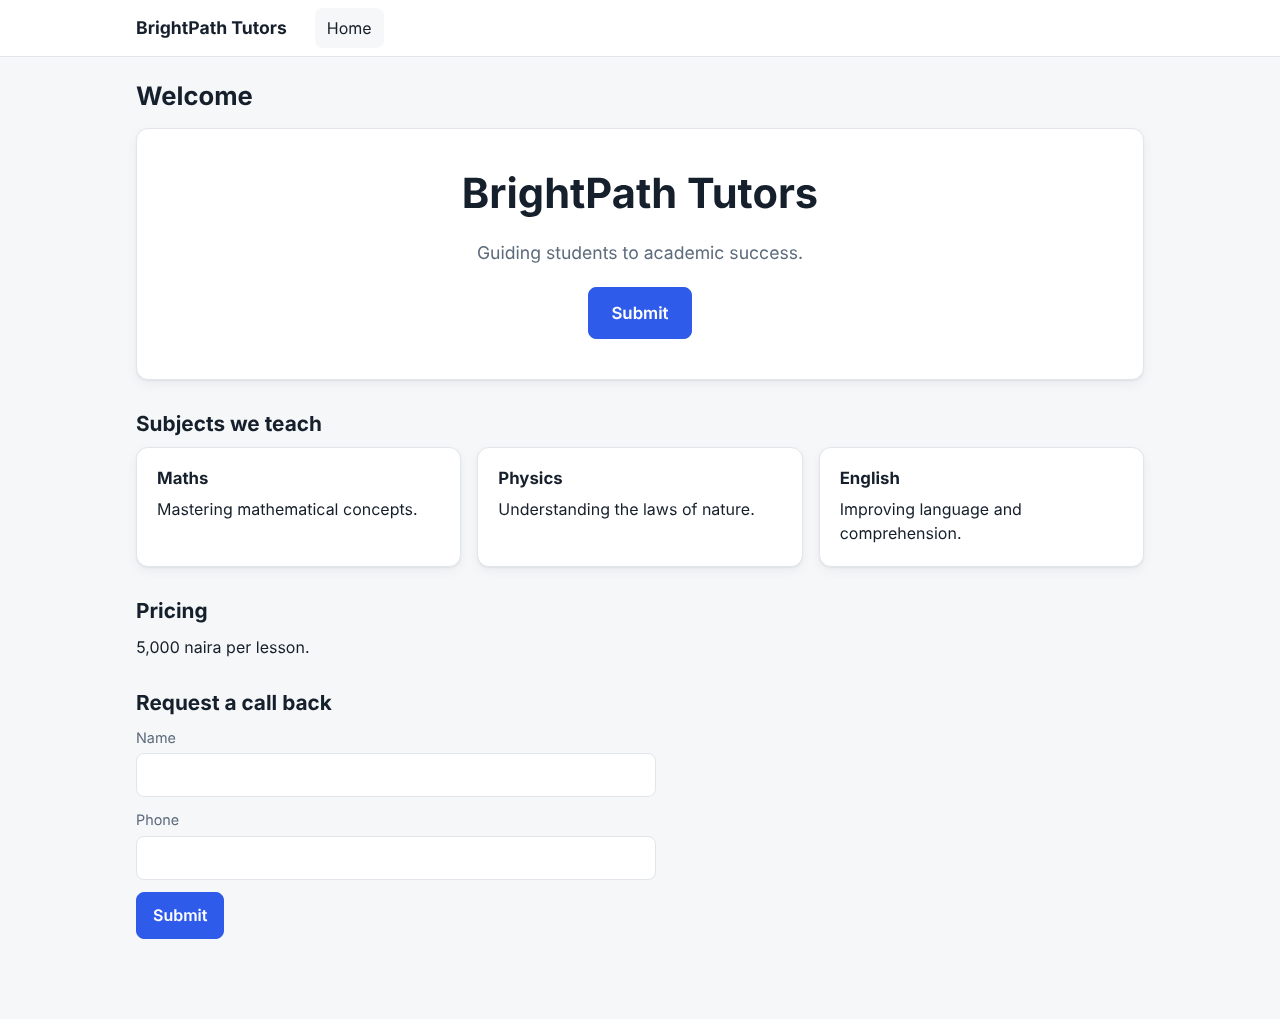 BrightPath Tutors
Home
Welcome
BrightPath Tutors
Guiding students to academic success.
Submit
Subjects we teach
Maths
Mastering mathematical concepts.
Physics
Understanding the laws of nature.
English
Improving language and
comprehension.
Pricing
5,000 naira per lesson.
Request a call back
Name
Phone
Submit